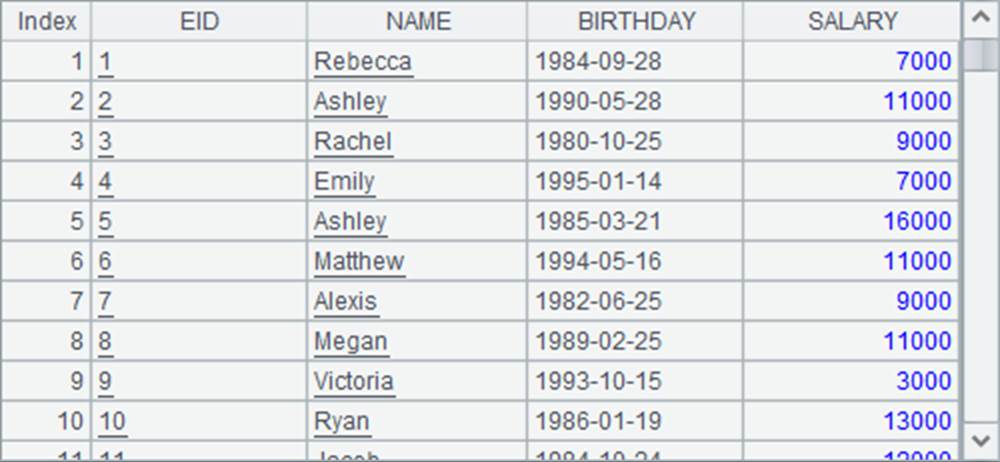 Index EID NAME BIRTHDAY SALARY
1 1 Rebecca 1984-09-28 7000
2 2 Ashley 1990-05-28 11000
3 3 Rachel 1980-10-25 9000
4 4 Emily 1995-01-14 7000
5 5 Ashley 1985-03-21 16000
6 6 Matthew 1994-05-16 11000
7 7 Alexis 1982-06-25 9000
8 8 Megan 1989-02-25 11000
9 9 Victoria 1993-10-15 3000
10 10 Ryan 1986-01-19 13000
11 11 Jacob